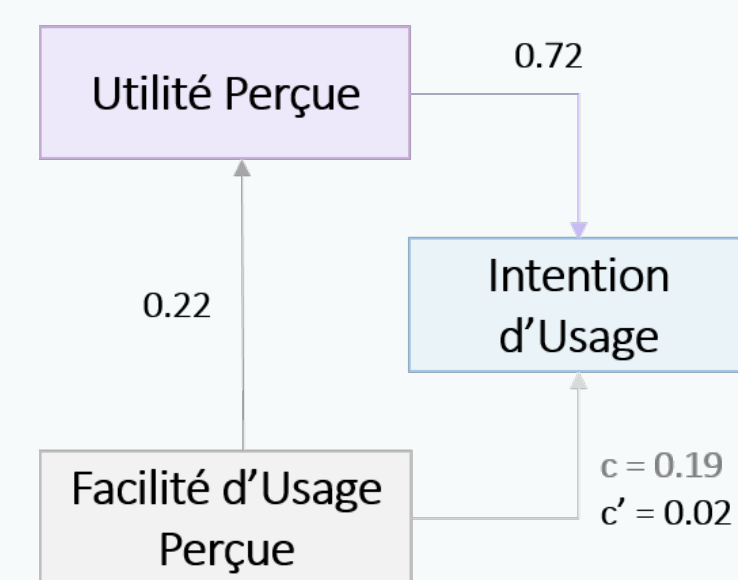 0.72
Utilité Perçue
Intention
d’Usage
0.22
c = 0.19
c’ = 0.02
Facilité d’Usage
Perçue